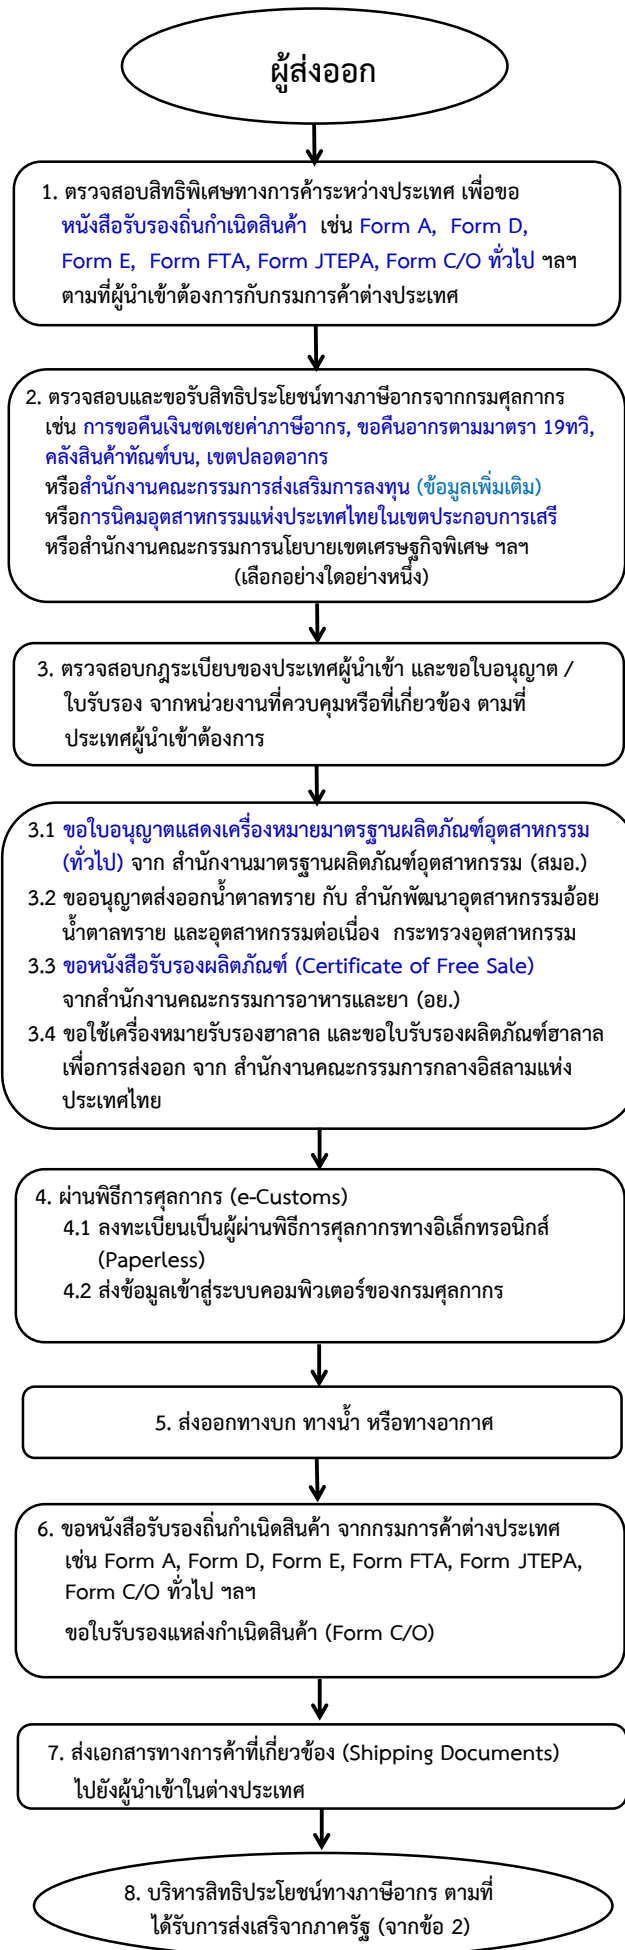 ผู้ส่งออก
1. ตรวจสอบสิทธิพิเศษทางการค้าระหว่างประเทศ เพื่อขอ
หนังสือรับรองถิ่นกำเนิดสินค้า เช่น Form A, Form D,
Form E, Form FTA, Form JTEPA, Form C/O ทั่วไป ฯลฯ
ตามที่ผู้นำเข้าต้องการกับกรมการค้าต่างประเทศ
2. ตรวจสอบและขอรับสิทธิประโยชน์ทางภาษีอากรจากกรมศุลกากร
เช่น การขอคืนเงินชดเชยค่าภาษีอากร, ขอคืนอากรตามมาตรา 19ทวิ,
คลังสินค้าทัณฑ์บน, เขตปลอดอากร
หรือสำนักงานคณะกรรมการส่งเสริมการลงทุน (ข้อมูลเพิ่มเติม)
หรือการนิคมอุตสาหกรรมแห่งประเทศไทยในเขตประกอบการเสรี
หรือสำนักงานคณะกรรมการนโยบายเขตเศรษฐกิจพิเศษ ฯลฯ
(เลือกอย่างใดอย่างหนึ่ง)
3. ตรวจสอบกฎระเบียบของประเทศผู้นำเข้า และขอใบอนุญาต /
ใบรับรอง จากหน่วยงานที่ควบคุมหรือที่เกี่ยวข้อง ตามที่
ประเทศผู้นำเข้าต้องการ
3.1 ขอใบอนุญาตแสดงเครื่องหมายมาตรฐานผลิตภัณฑ์อุตสาหกรรม
(ทั่วไป) จาก สำนักงานมาตรฐานผลิตภัณฑ์อุตสาหกรรม (สมอ.)
3.2 ขออนุญาตส่งออกน้ำตาลทราย กับ สำนักพัฒนาอุตสาหกรรมอ้อย
น้ำตาลทราย และอุตสาหกรรมต่อเนื่อง กระทรวงอุตสาหกรรม
3.3 ขอหนังสือรับรองผลิตภัณฑ์ (Certificate of Free Sale)
จากสำนักงานคณะกรรมการอาหารและยา (อย.)
3.4 ขอใช้เครื่องหมายรับรองฮาลาล และขอใบรับรองผลิตภัณฑ์ฮาลาล
เพื่อการส่งออก จาก สำนักงานคณะกรรมการกลางอิสลามแห่ง
ประเทศไทย
4. ผ่านพิธีการศุลกากร (e-Customs)
4.1 ลงทะเบียนเป็นผู้ผ่านพิธีการศุลกากรทางอิเล็กทรอนิกส์
(Paperless)
4.2 ส่งข้อมูลเข้าสู่ระบบคอมพิวเตอร์ของกรมศุลกากร
5. ส่งออกทางบก ทางน้ำ หรือทางอากาศ
6. ขอหนังสือรับรองถิ่นกำเนิดสินค้า จากกรมการค้าต่างประเทศ
เช่น Form A, Form D, Form E, Form FTA, Form JTEPA,
Form C/O ทั่วไป ฯลฯ
ขอใบรับรองแหล่งกำเนิดสินค้า (Form C/O)
7. ส่งเอกสารทางการค้าที่เกี่ยวข้อง (Shipping Documents)
ไปยังผู้นำเข้าในต่างประเทศ
8. บริหารสิทธิประโยชน์ทางภาษีอากร ตามที่
ได้รับการส่งเสริจากภาครัฐ (จากข้อ 2)